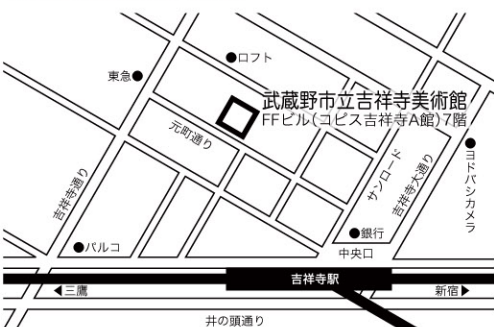 ●ロフト
東急●
武蔵野市立吉祥寺美術館
FFビル(コピス吉祥寺A館)7階
元町通り
サンロード
吉祥寺大通り
●ヨドバシカメラ
吉祥寺通り
●パルコ
●銀行
中央口
吉祥寺駅
◀三鷹
新宿▶
井の頭通り